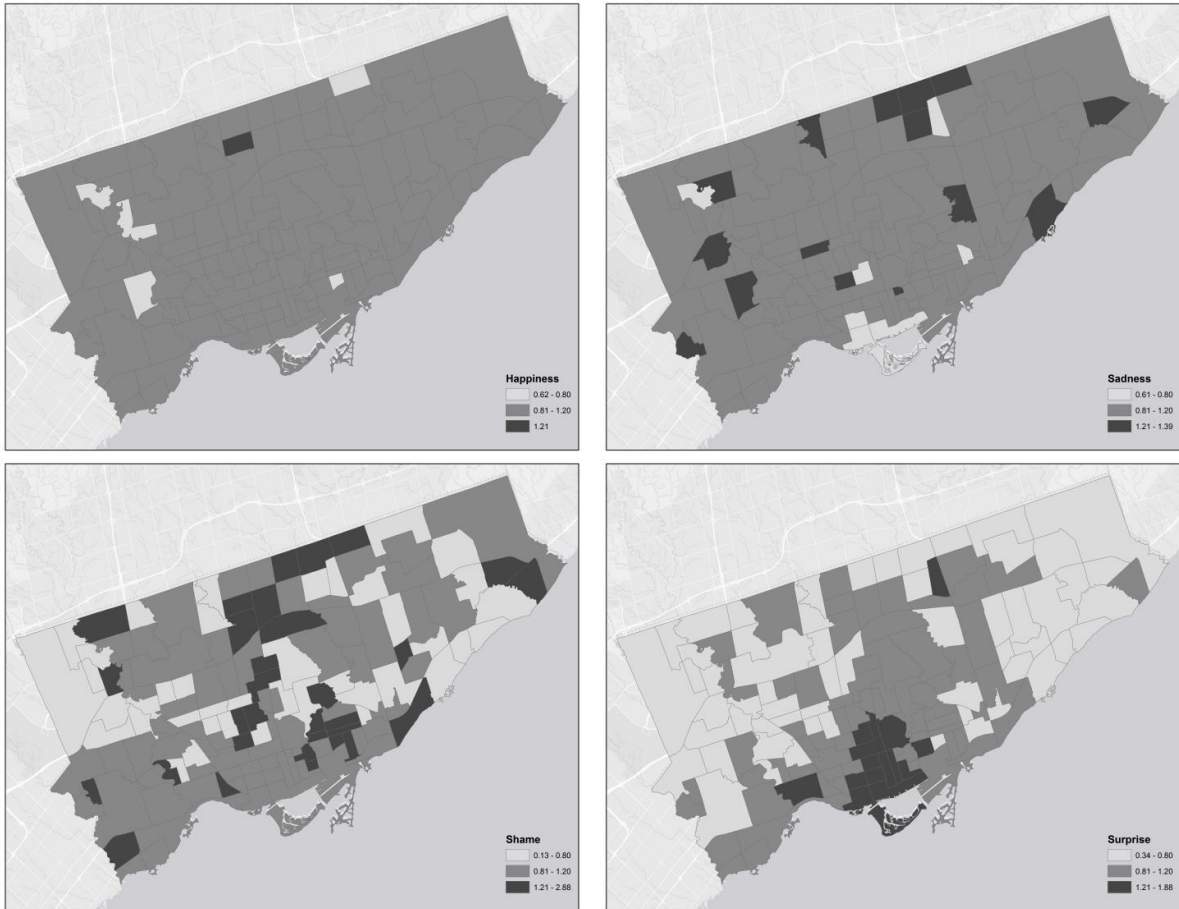 Happiness
0.62 - 0.80
0.81 - 1.20
1.21
Sadness
0.61 - 0.80
0.81 - 1.20
1.21 - 1.39
Shame
0.13 - 0.80
0.81 - 1.20
1.21 - 2.88
Surprise
0.34 - 0.80
0.81 - 1.20
1.21 - 1.88